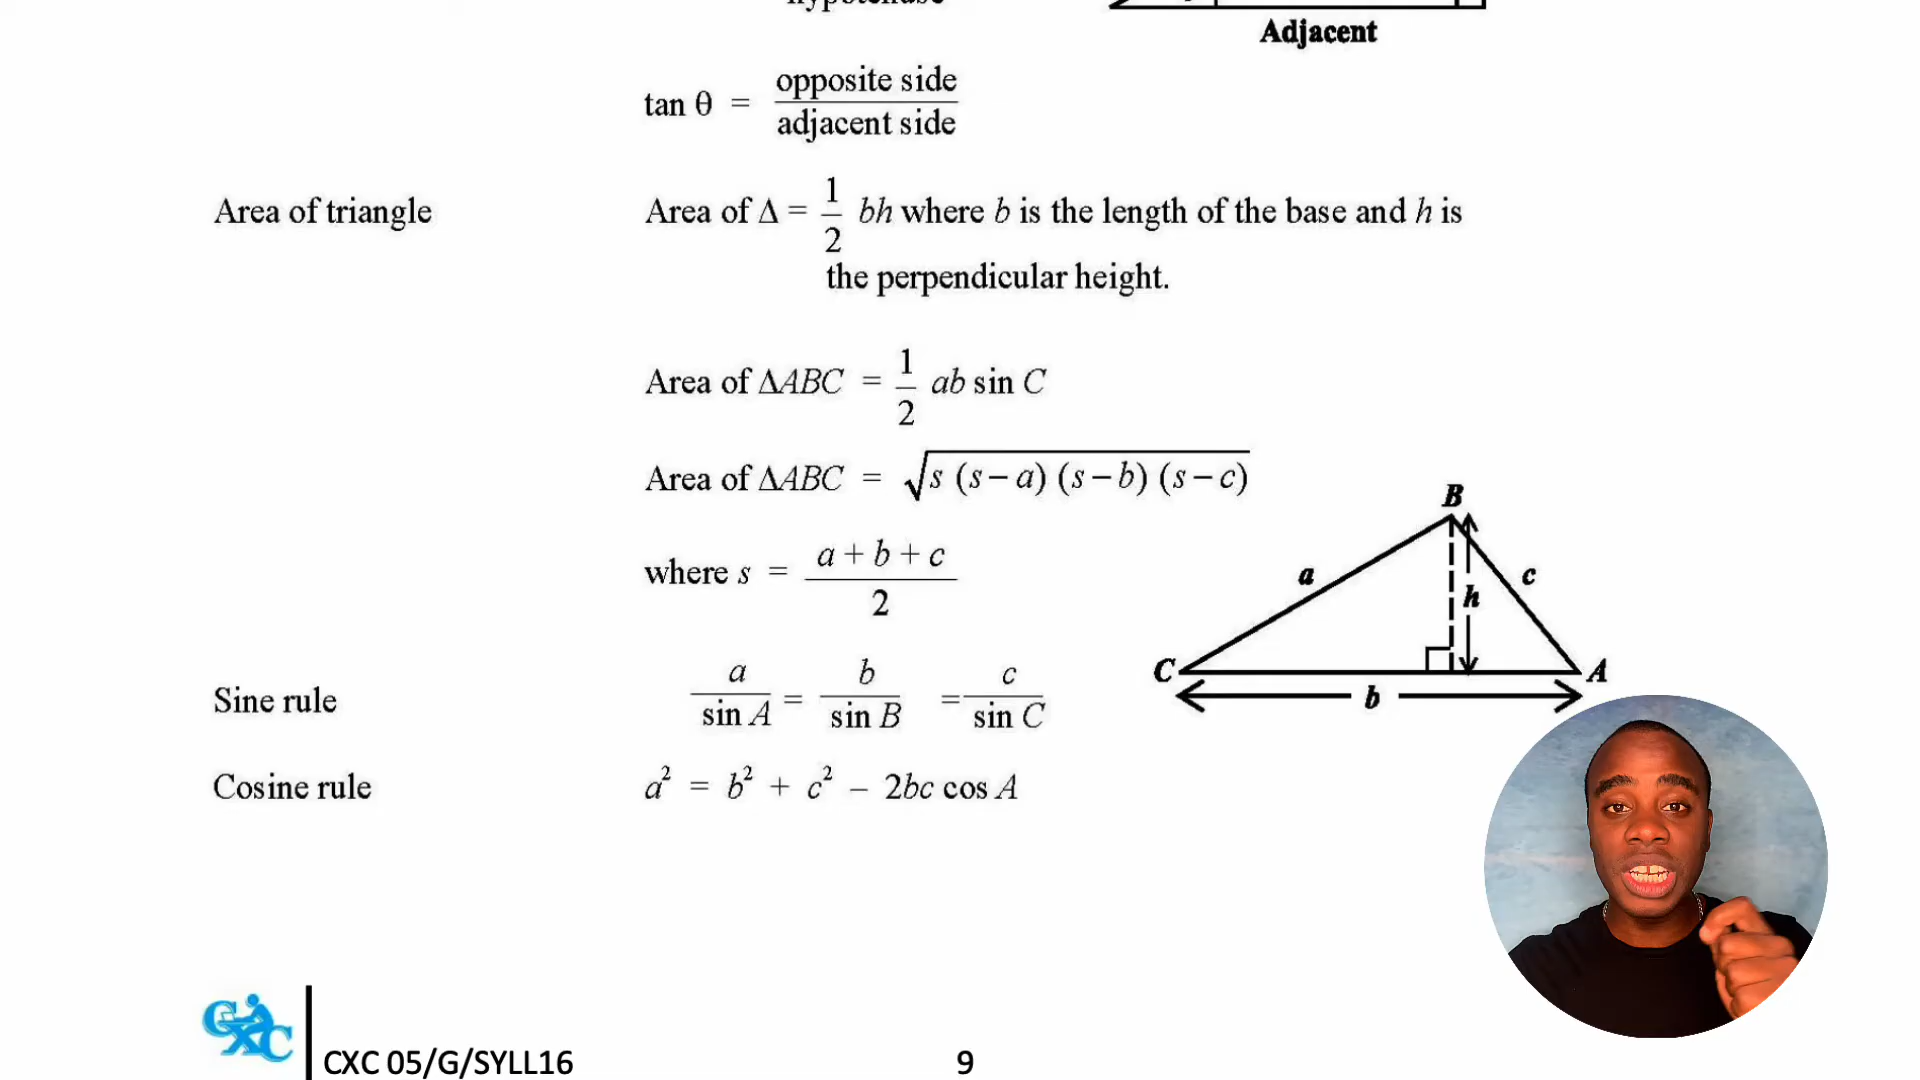 hypotenuse
Adjacent
tan θ = opposite side / adjacent side
Area of triangle
Area of Δ = 1/2 bh where b is the length of the base and h is
the perpendicular height.
Area of ΔABC = 1/2 ab sin C
Area of ΔABC = √s (s – a) (s – b) (s – c)
where s = a + b + c / 2
B
a
c
h
C
A
b
Sine rule
a / sin A = b / sin B = c / sin C
Cosine rule
a² = b² + c² – 2bc cos A
CXC
CXC 05/G/SYLL16
9